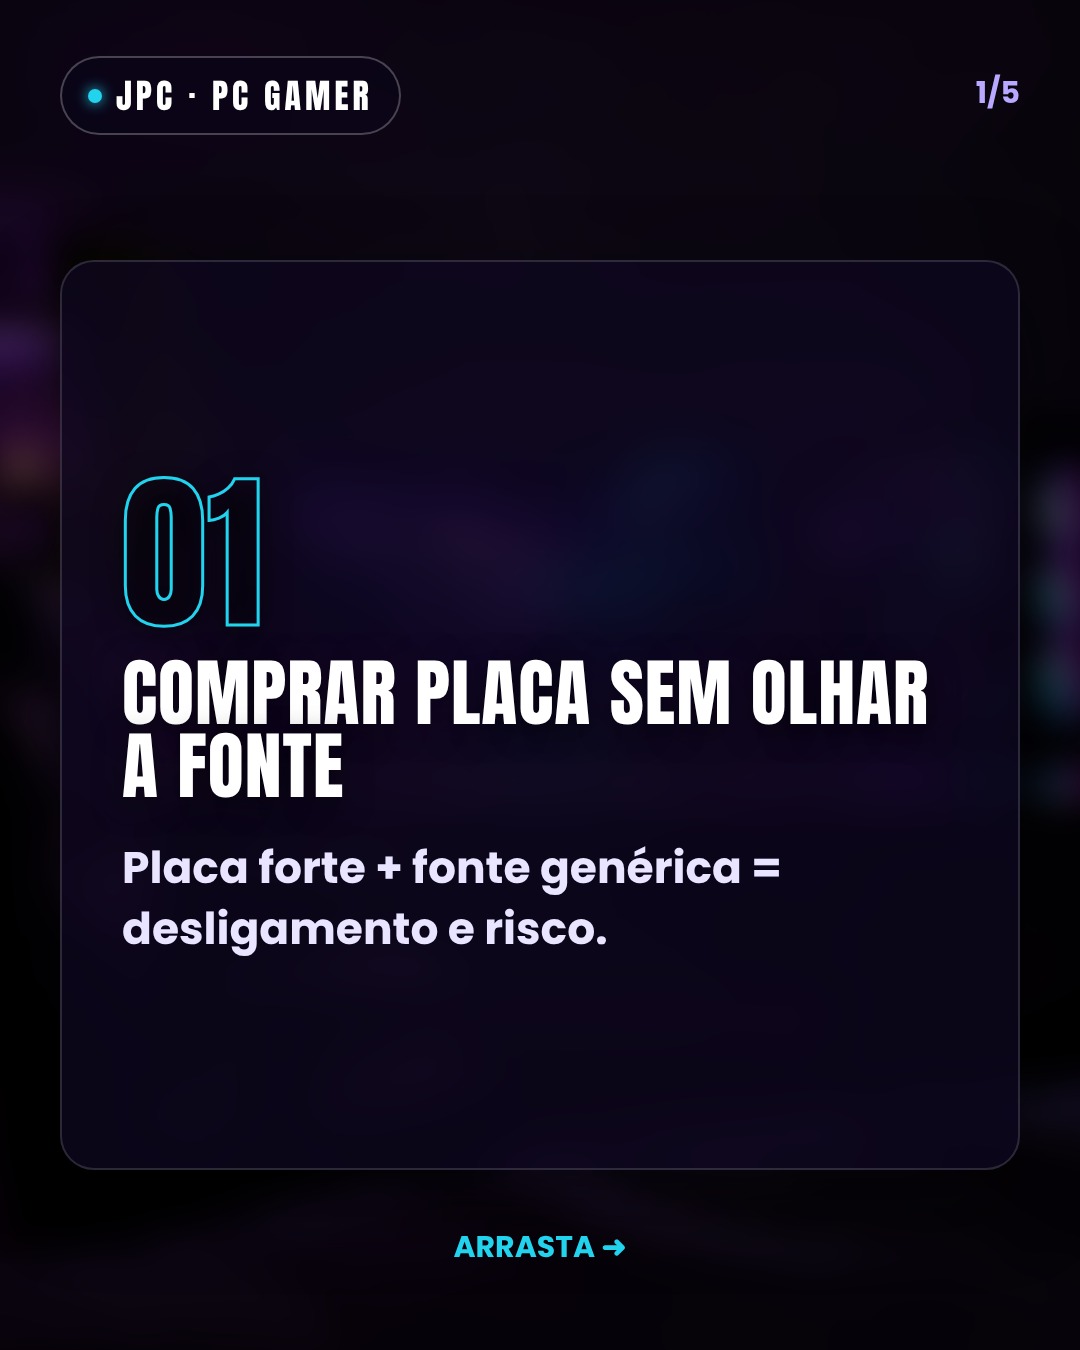 JPC · PC GAMER
1/5
01
COMPRAR PLACA SEM OLHAR
A FONTE
Placa forte + fonte genérica =
desligamento e risco.
ARRASTA ➜